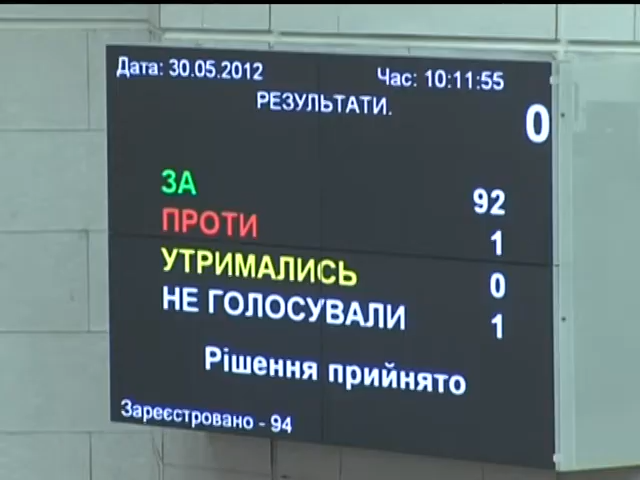 Дата: 30.05.2012 Час: 10:11:55
РЕЗУЛЬТАТИ.
0
ЗА 92
ПРОТИ 1
УТРИМАЛИСЬ 0
НЕ ГОЛОСУВАЛИ 1
Рішення прийнято
Зареєстровано - 94